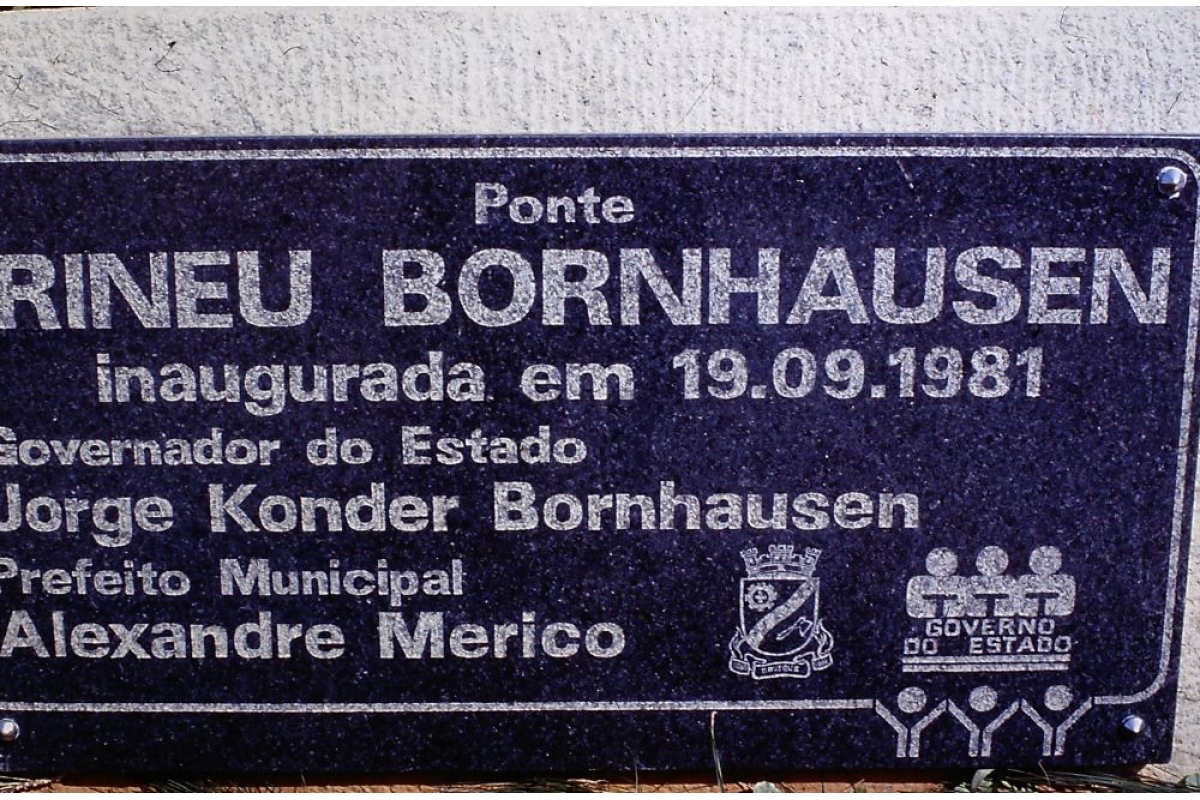 Ponte
RINEU BORNHAUSEN
inaugurada em 19.09.1981
Governador do Estado
Jorge Konder Bornhausen
Prefeito Municipal
Alexandre Merico
GOVERNO
DO ESTADO